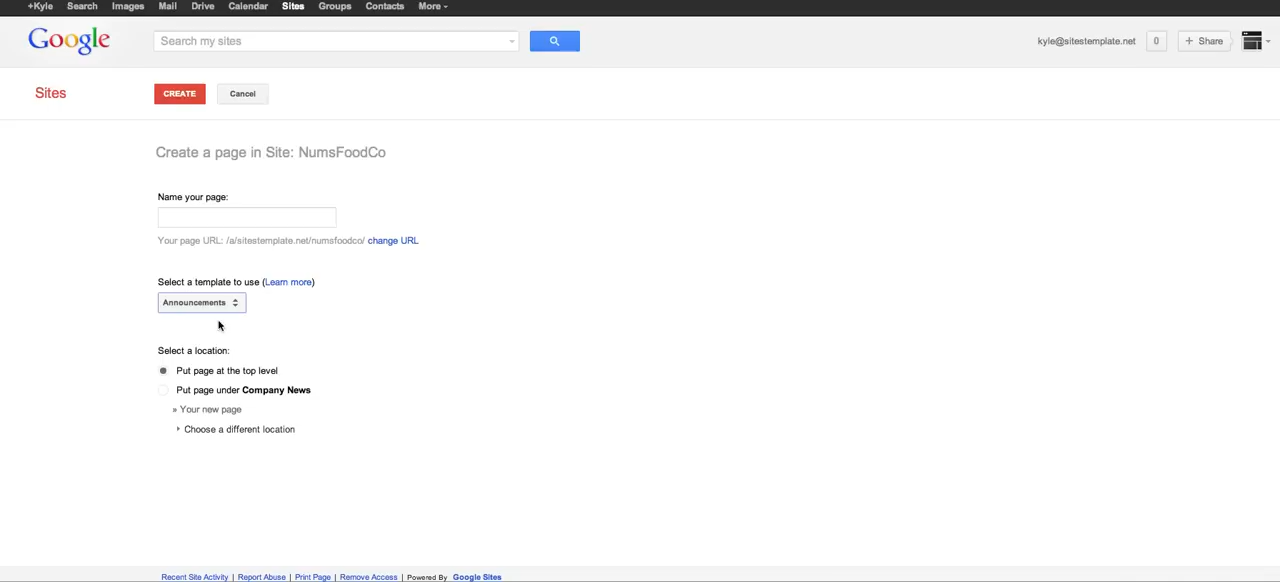 +Kyle Search Images Mail Drive Calendar Sites Groups Contacts More
Google Search my sites kyle@sitestemplate.net 0 + Share
Sites CREATE Cancel
Create a page in Site: NumsFoodCo
Name your page:
Your page URL: /a/sitestemplate.net/numsfoodco/ change URL
Select a template to use (Learn more)
Announcements
Select a location:
Put page at the top level
Put page under Company News
» Your new page
Choose a different location
Recent Site Activity | Report Abuse | Print Page | Remove Access | Powered By Google Sites